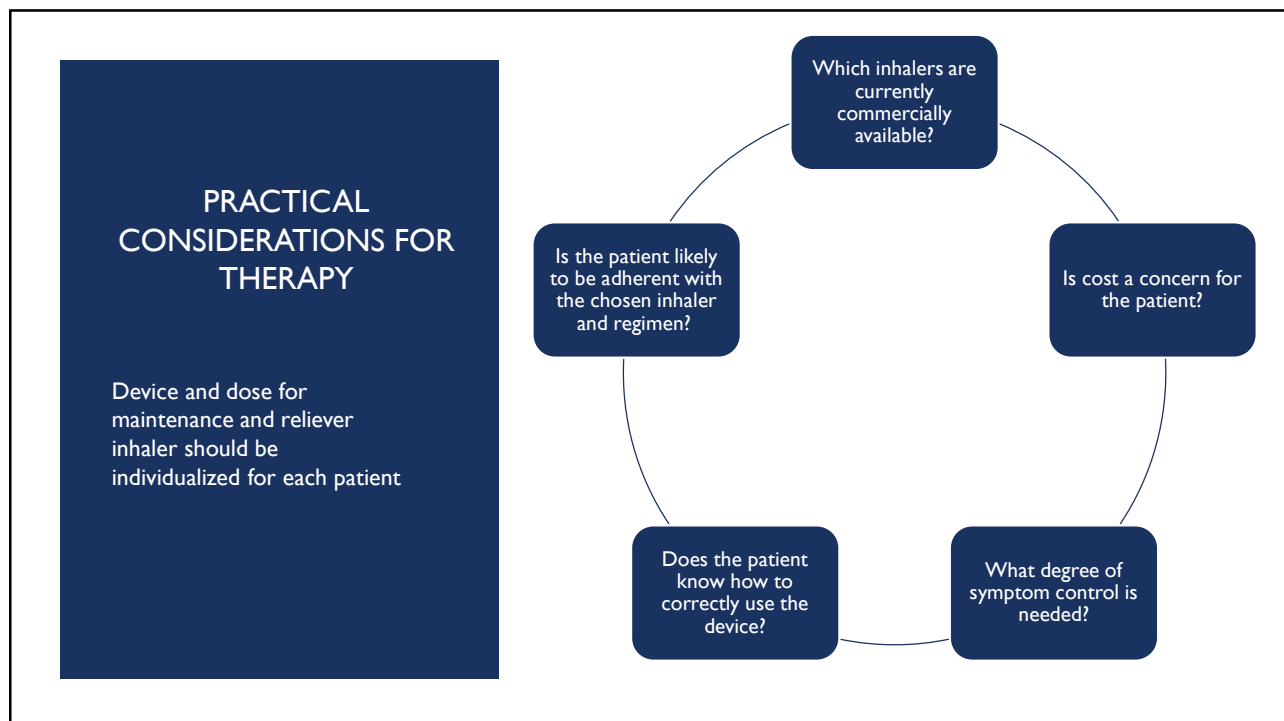 PRACTICAL
CONSIDERATIONS FOR
THERAPY
Device and dose for
maintenance and reliever
inhaler should be
individualized for each patient
Which inhalers are
currently
commercially
available?
Is cost a concern for
the patient?
What degree of
symptom control is
needed?
Does the patient
know how to
correctly use the
device?
Is the patient likely
to be adherent with
the chosen inhaler
and regimen?